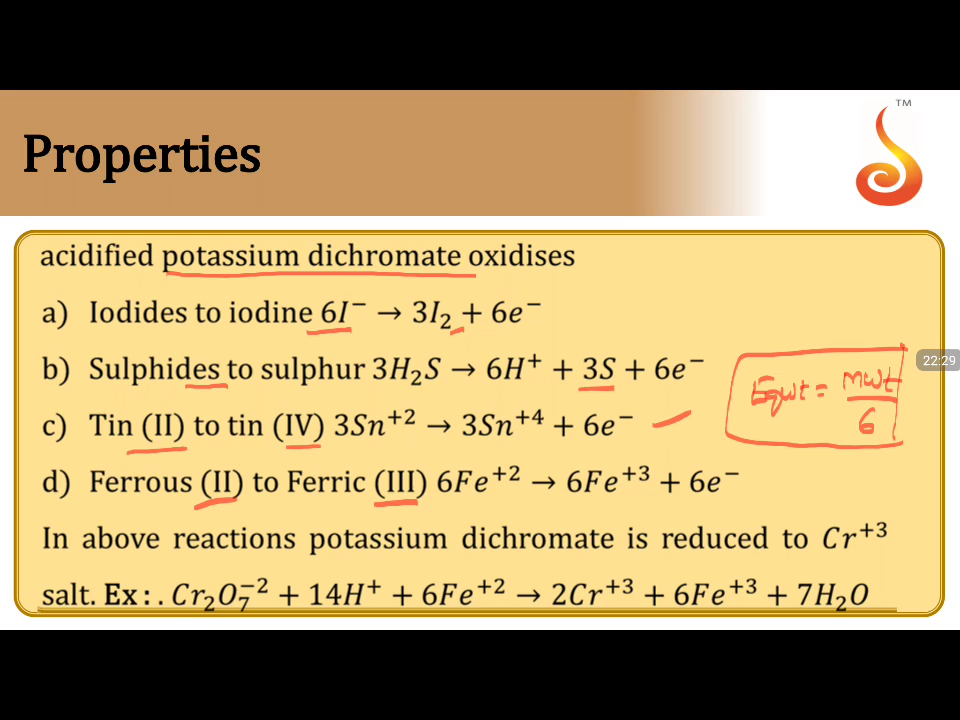 TM
Properties
acidified potassium dichromate oxidises
a) Iodides to iodine 6I⁻ → 3I₂ + 6e⁻
b) Sulphides to sulphur 3H₂S → 6H⁺ + 3S + 6e⁻
22:29
Eqwt = mwt/6
c) Tin (II) to tin (IV) 3Sn⁺² → 3Sn⁺⁴ + 6e⁻
d) Ferrous (II) to Ferric (III) 6Fe⁺² → 6Fe⁺³ + 6e⁻
In above reactions potassium dichromate is reduced to Cr⁺³
salt. Ex: . Cr₂O₇⁻² + 14H⁺ + 6Fe⁺² → 2Cr⁺³ + 6Fe⁺³ + 7H₂O